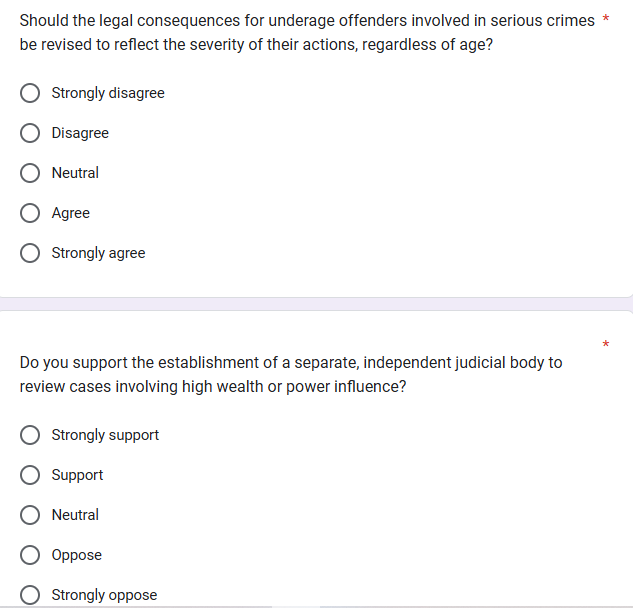 Should the legal consequences for underage offenders involved in serious crimes *
be revised to reflect the severity of their actions, regardless of age?
Strongly disagree
Disagree
Neutral
Agree
Strongly agree
*
Do you support the establishment of a separate, independent judicial body to
review cases involving high wealth or power influence?
Strongly support
Support
Neutral
Oppose
Strongly oppose